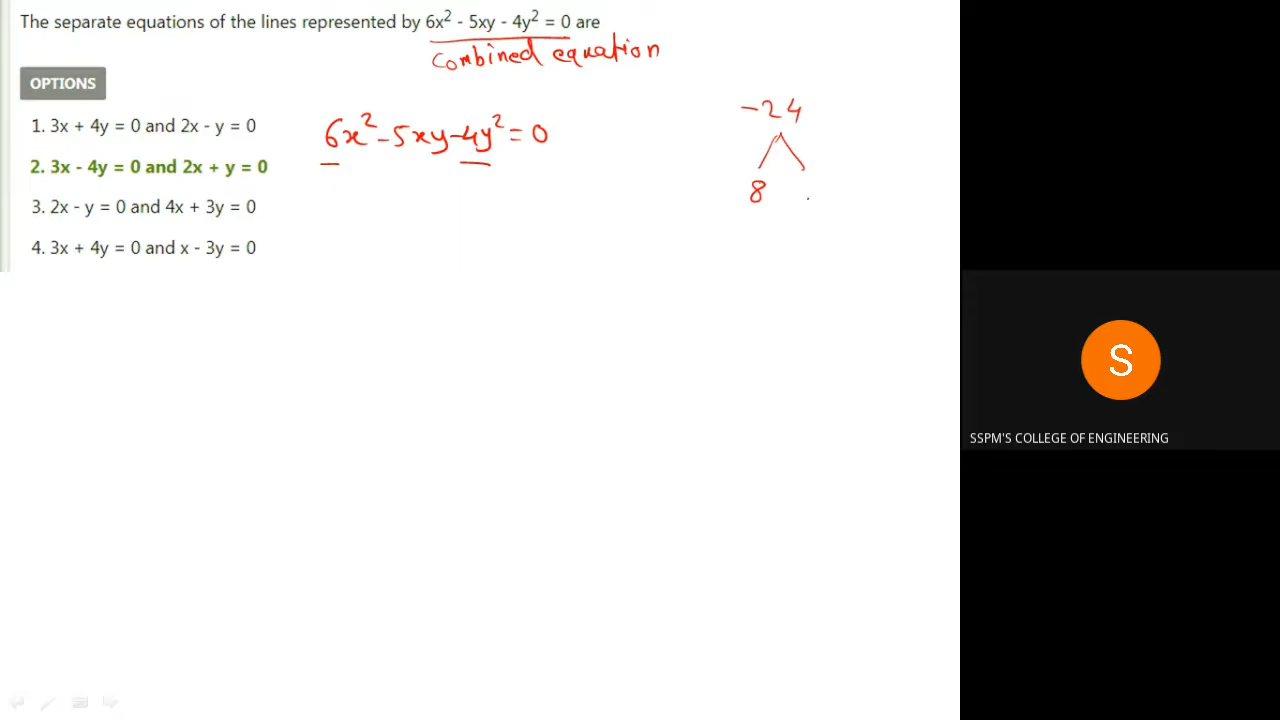 The separate equations of the lines represented by 6x² - 5xy - 4y² = 0 are
combined equation
OPTIONS
1. 3x + 4y = 0 and 2x - y = 0
2. 3x - 4y = 0 and 2x + y = 0
3. 2x - y = 0 and 4x + 3y = 0
4. 3x + 4y = 0 and x - 3y = 0
6x² - 5xy - 4y² = 0
-24
8
S
SSPM'S COLLEGE OF ENGINEERING